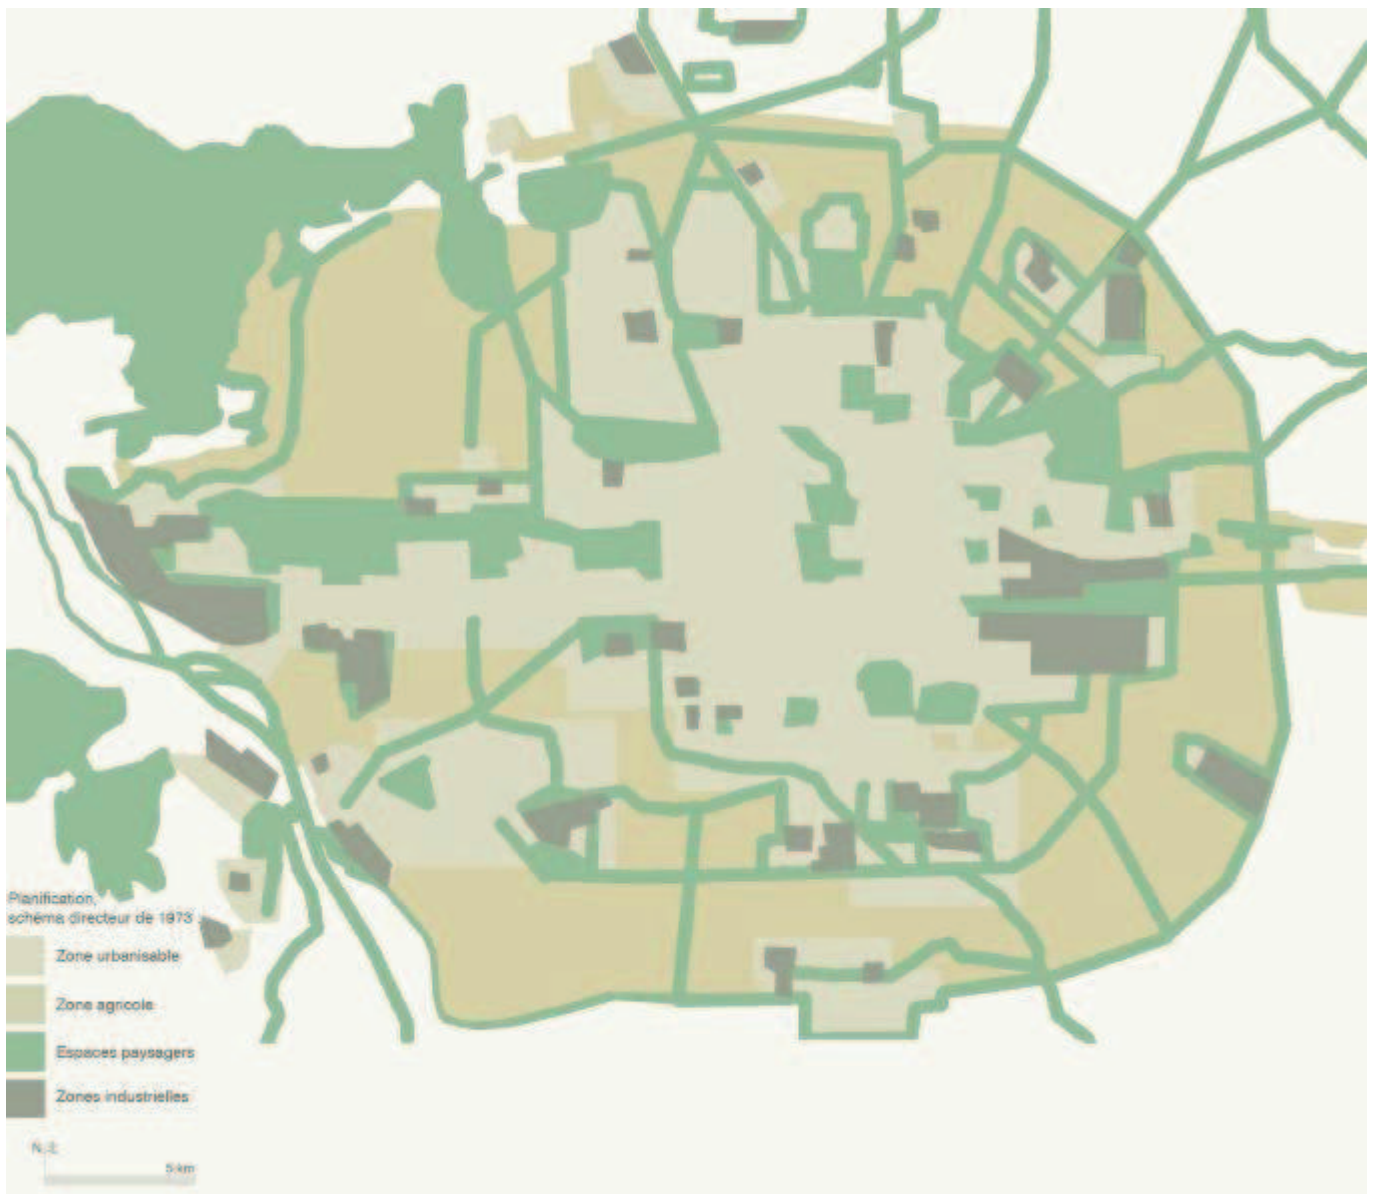 Planification,
schéma directeur de 1973
Zone urbanisable
Zone agricole
Espaces paysagers
Zones industrielles
5 km